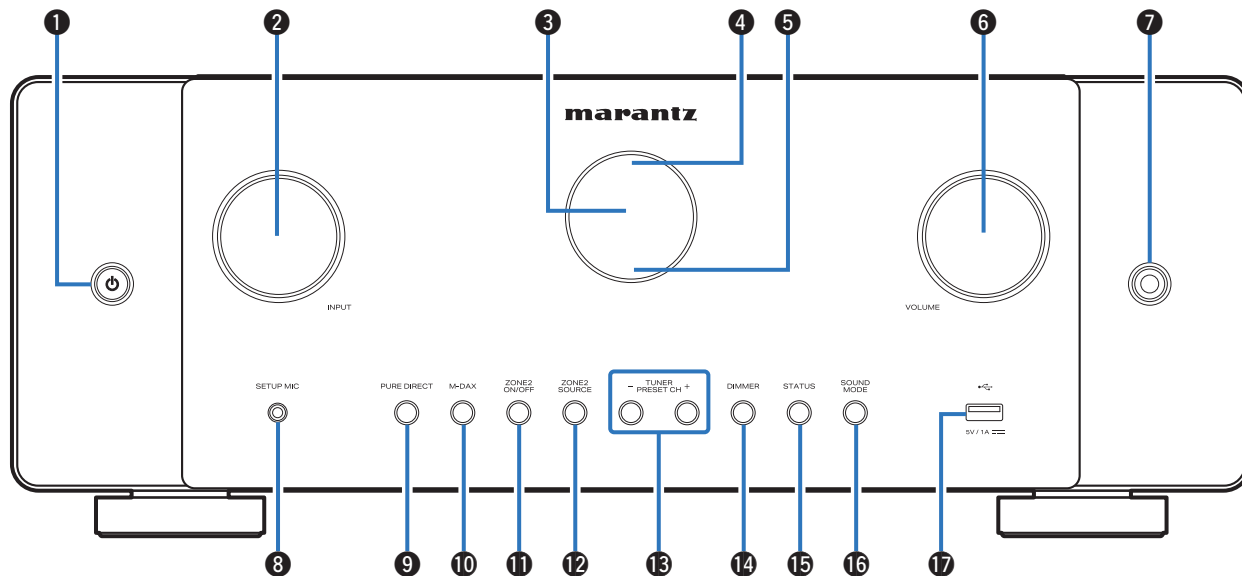 1 2 3 4 5 6 7
marantz
INPUT
VOLUME
SETUP MIC
PURE DIRECT
M-DAX
ZONE2
ON/OFF
ZONE2
SOURCE
– TUNER +
PRESET CH
DIMMER
STATUS
SOUND
MODE
5V / 1A
8 9 10 11 12 13 14 15 16 17